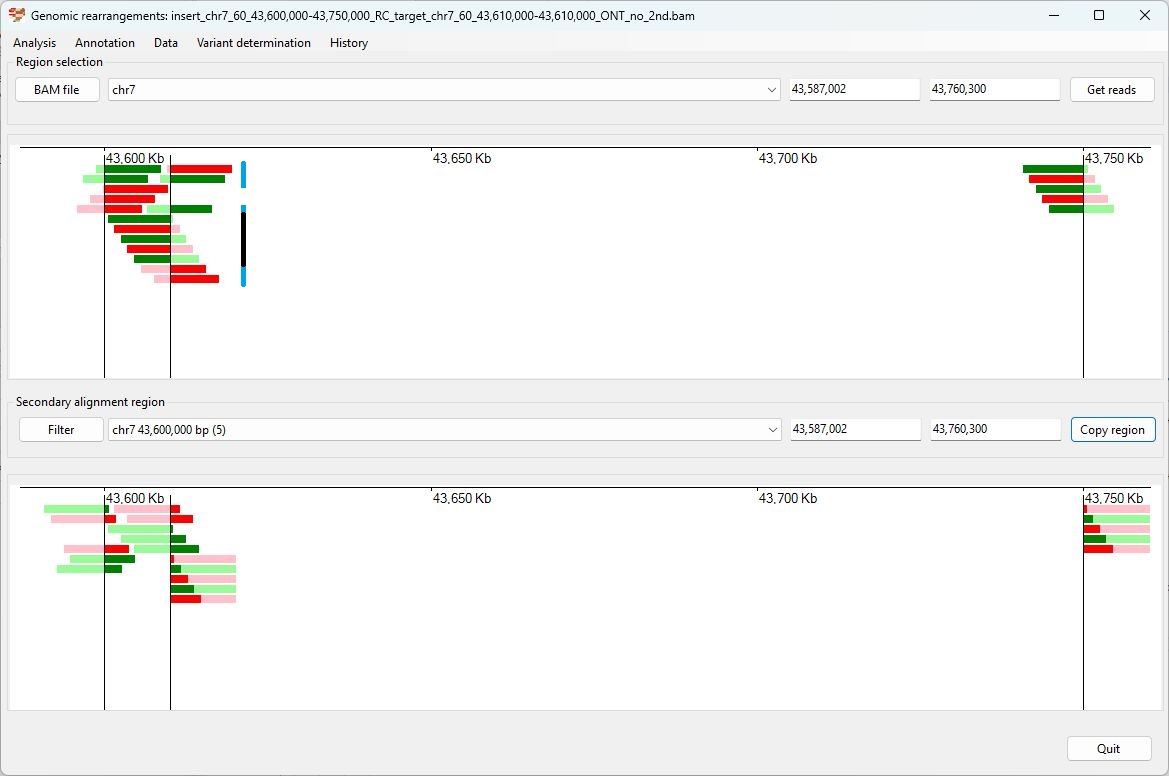 Genomic rearrangements: insert_chr7_60_43,600,000-43,750,000_RC_target_chr7_60_43,610,000-43,610,000_ONT_no_2nd.bam
Analysis Annotation Data Variant determination History
Region selection
BAM file chr7 43,587,002 43,760,300 Get reads
43,600 Kb 43,650 Kb 43,700 Kb 43,750 Kb
Secondary alignment region
Filter chr7 43,600,000 bp (5) 43,587,002 43,760,300 Copy region
43,600 Kb 43,650 Kb 43,700 Kb 43,750 Kb
Quit